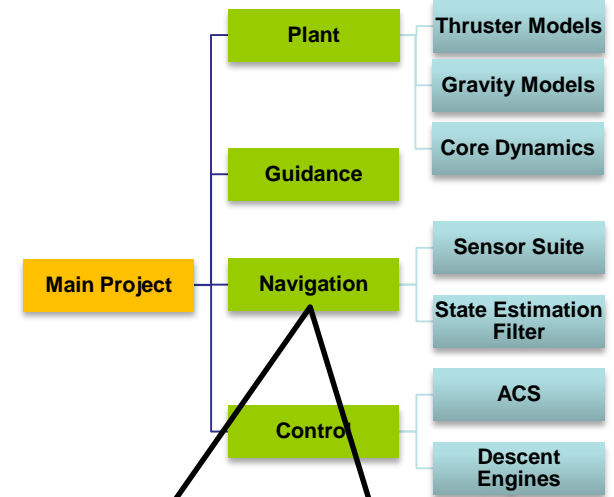 Plant
Thruster Models
Gravity Models
Core Dynamics
Guidance
Main Project
Navigation
Sensor Suite
State Estimation
Filter
Control
ACS
Descent
Engines